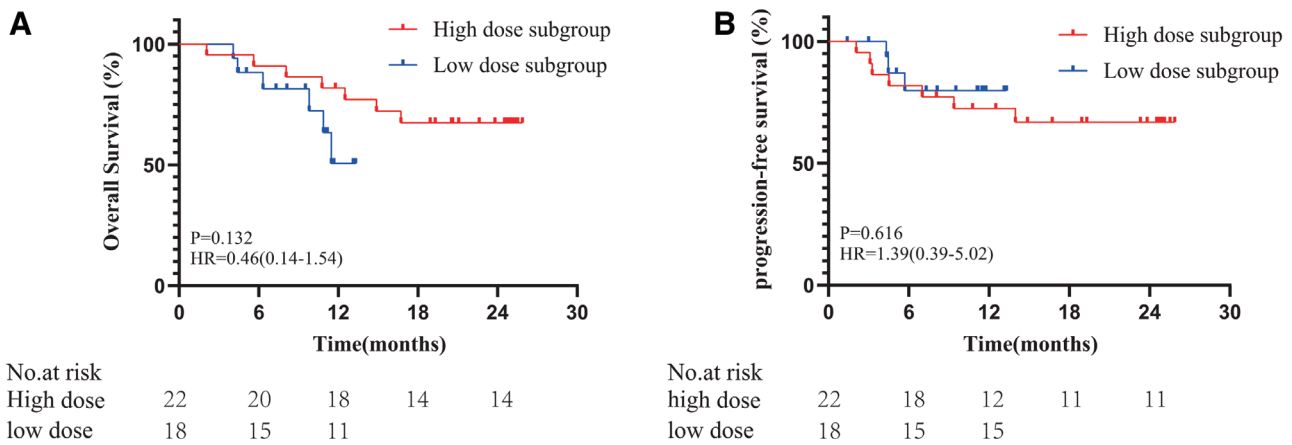 A
High dose subgroup
Low dose subgroup
Overall Survival (%)
100
50
0
P=0.132
HR=0.46(0.14-1.54)
0 6 12 18 24 30
Time(months)
No.at risk
High dose 22 20 18 14 14
low dose 18 15 11
B
High dose subgroup
Low dose subgroup
progression-free survival (%)
100
50
0
P=0.616
HR=1.39(0.39-5.02)
0 6 12 18 24 30
Time(months)
No.at risk
high dose 22 18 12 11 11
low dose 18 15 15